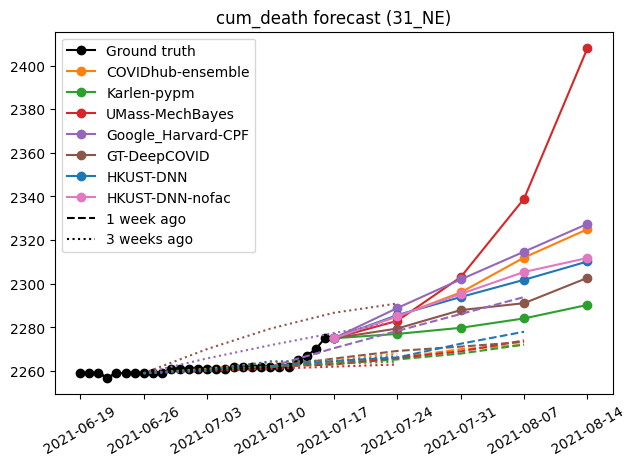 cum_death forecast (31_NE)
Ground truth
COVIDhub-ensemble
Karlen-pypm
UMass-MechBayes
Google_Harvard-CPF
GT-DeepCOVID
HKUST-DNN
HKUST-DNN-nofac
1 week ago
3 weeks ago
2400
2380
2360
2340
2320
2300
2280
2260
2021-06-19
2021-06-26
2021-07-03
2021-07-10
2021-07-17
2021-07-24
2021-07-31
2021-08-07
2021-08-14